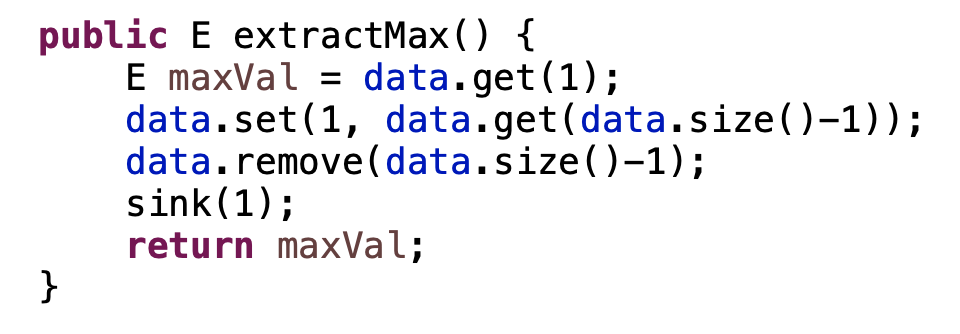 public E extractMax() {
    E maxVal = data.get(1);
    data.set(1, data.get(data.size()-1));
    data.remove(data.size()-1);
    sink(1);
    return maxVal;
}